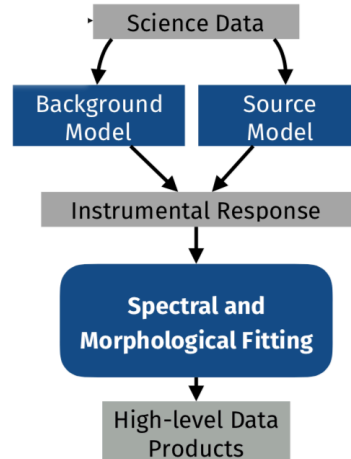 Science Data
Background
Model
Source
Model
Instrumental Response
Spectral and
Morphological Fitting
High-level Data
Products